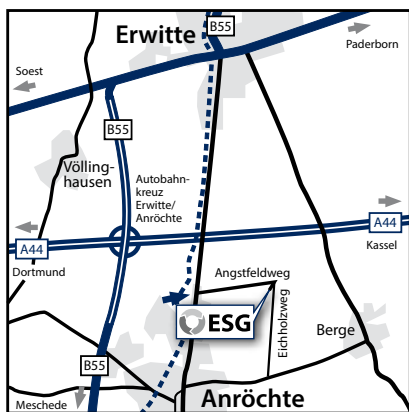 B55
Erwitte
Paderborn
Soest
B55
Völling-
hausen
Autobahn-
kreuz
Erwitte/
Anröchte
A44
A44
Dortmund
Kassel
Angstfeldweg
ESG
Eichholzweg
Berge
B55
Meschede
Anröchte